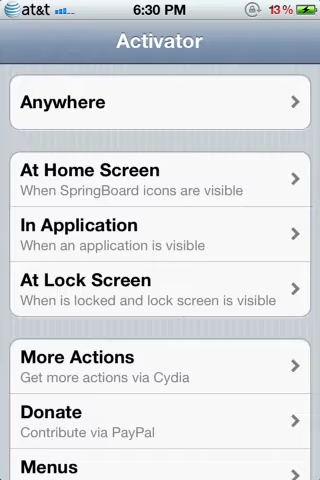 at&t 6:30 PM 13%
Activator
Anywhere
At Home Screen
When SpringBoard icons are visible
In Application
When an application is visible
At Lock Screen
When is locked and lock screen is visible
More Actions
Get more actions via Cydia
Donate
Contribute via PayPal
Menus